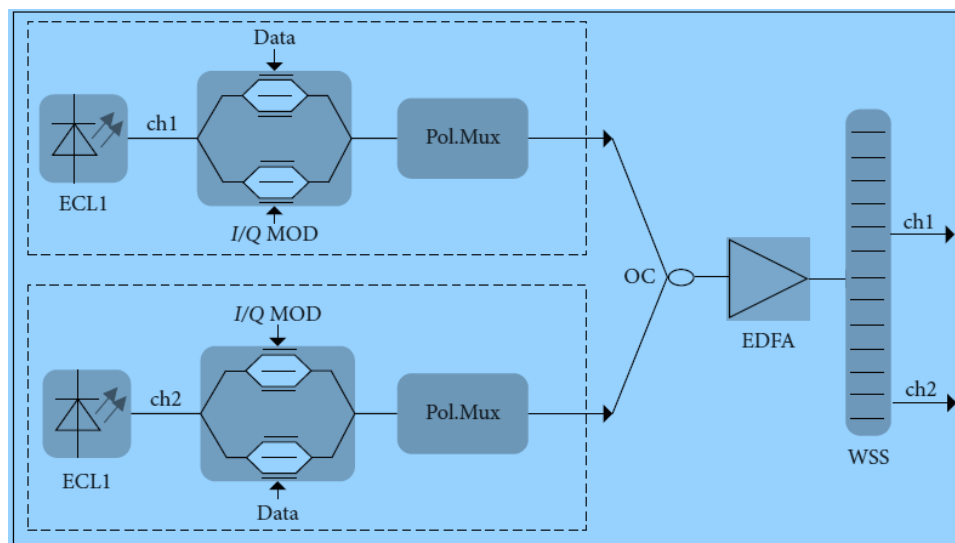 Data
ch1
Pol.Mux
ECL1
I/Q MOD
ch1
OC
EDFA
I/Q MOD
ch2
Pol.Mux
ch2
ECL1
Data
WSS